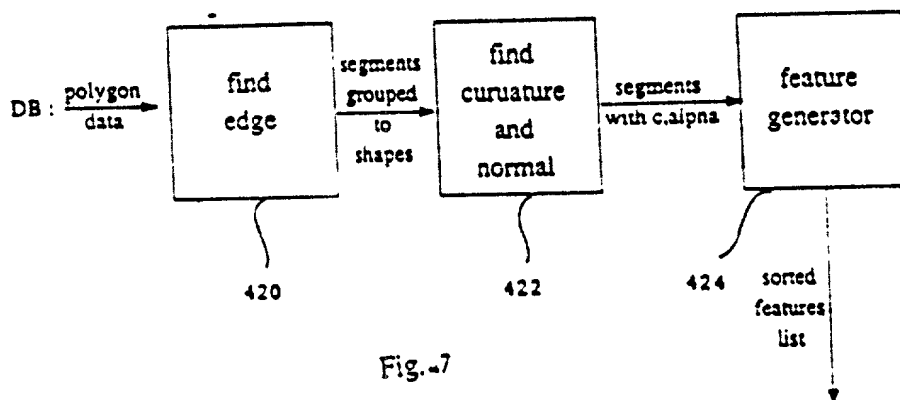 DB :
polygon
data
find
edge
segments
grouped
to
shapes
find
curuature
and
normal
segments
with c,aipna
feature
generator
420
422
424
sorted
features
list
Fig. -7